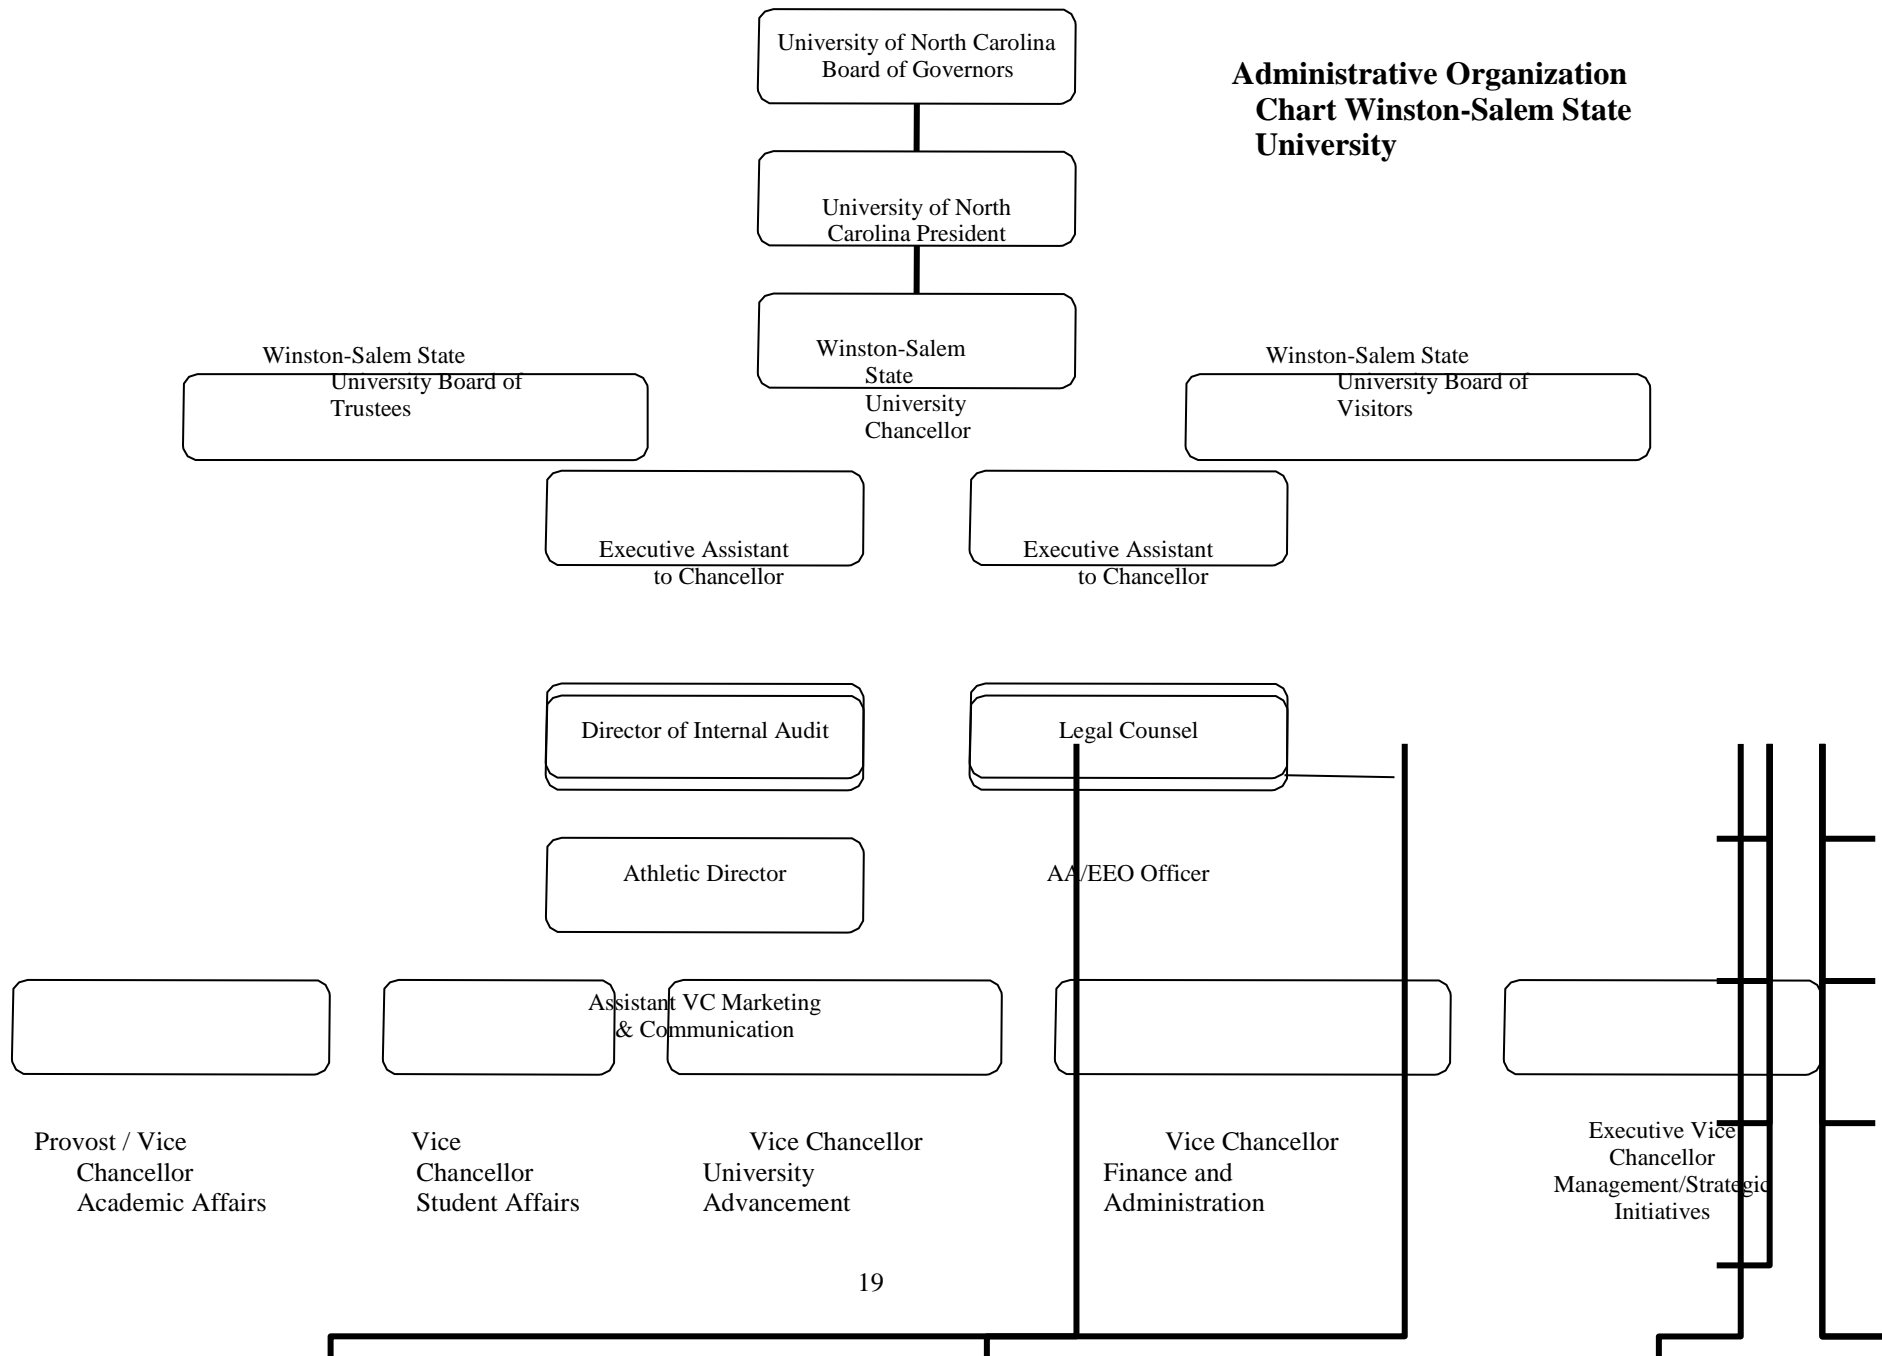 University of North Carolina
Board of Governors
Administrative Organization
Chart Winston-Salem State
University
University of North
Carolina President
Winston-Salem State
University Board of
Trustees
Winston-Salem
State
University
Chancellor
Winston-Salem State
University Board of
Visitors
Executive Assistant
to Chancellor
Executive Assistant
to Chancellor
Director of Internal Audit
Legal Counsel
Athletic Director
AA/EEO Officer
Assistant VC Marketing
& Communication
Provost / Vice
Chancellor
Academic Affairs
Vice
Chancellor
Student Affairs
Vice Chancellor
University
Advancement
Vice Chancellor
Finance and
Administration
Executive Vice
Chancellor
Management/Strategic
Initiatives
19